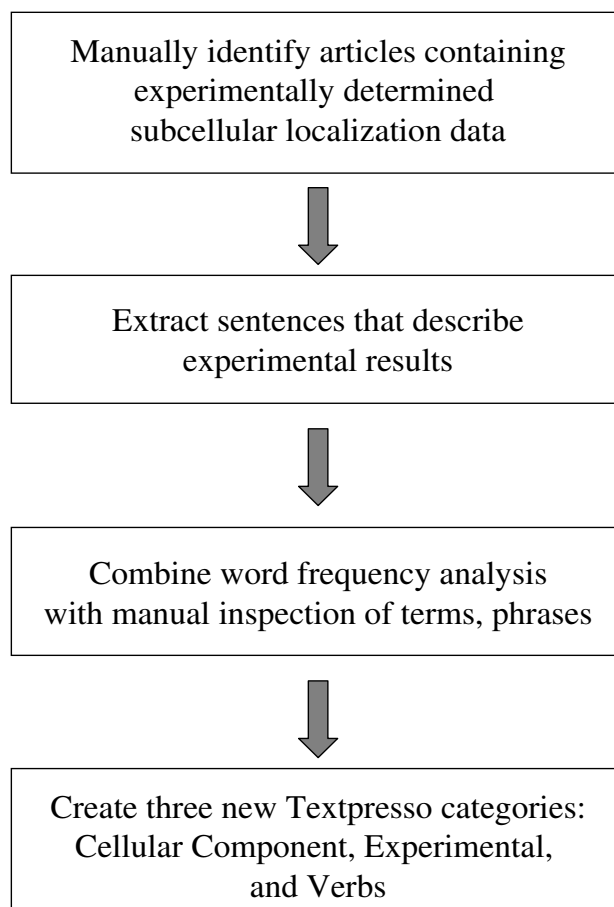 Manually identify articles containing
experimentally determined
subcellular localization data
Extract sentences that describe
experimental results
Combine word frequency analysis
with manual inspection of terms, phrases
Create three new Textpresso categories:
Cellular Component, Experimental,
and Verbs